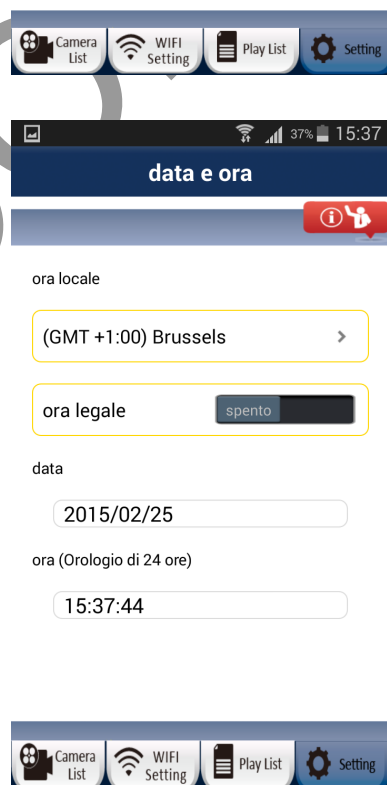 Camera List
WIFI Setting
Play List
Setting
37% 15:37
data e ora
ora locale
(GMT +1:00) Brussels
ora legale spento
data
2015/02/25
ora (Orologio di 24 ore)
15:37:44
Camera List
WIFI Setting
Play List
Setting